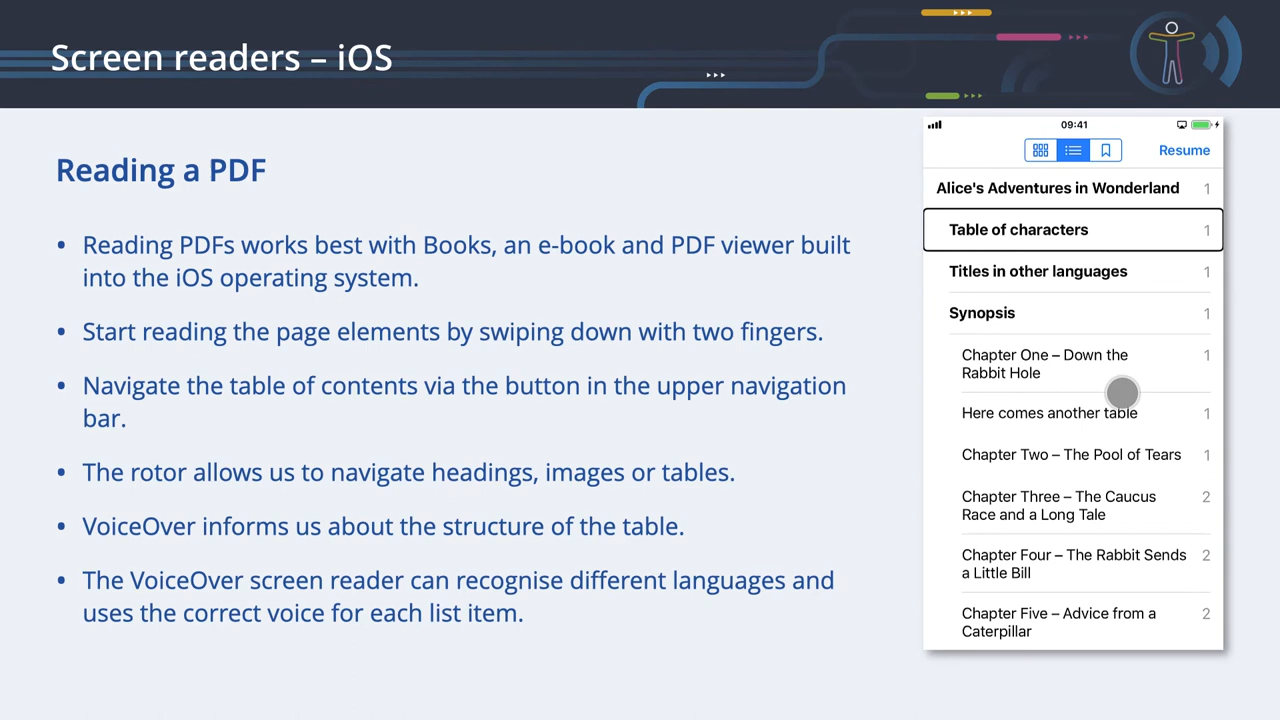 Screen readers – iOS
Reading a PDF
• Reading PDFs works best with Books, an e-book and PDF viewer built
into the iOS operating system.
• Start reading the page elements by swiping down with two fingers.
• Navigate the table of contents via the button in the upper navigation
bar.
• The rotor allows us to navigate headings, images or tables.
• VoiceOver informs us about the structure of the table.
• The VoiceOver screen reader can recognise different languages and
uses the correct voice for each list item.
09:41
Resume
Alice's Adventures in Wonderland 1
Table of characters 1
Titles in other languages 1
Synopsis 1
Chapter One – Down the 1
Rabbit Hole
Here comes another table 1
Chapter Two – The Pool of Tears 1
Chapter Three – The Caucus 2
Race and a Long Tale
Chapter Four – The Rabbit Sends 2
a Little Bill
Chapter Five – Advice from a 2
Caterpillar